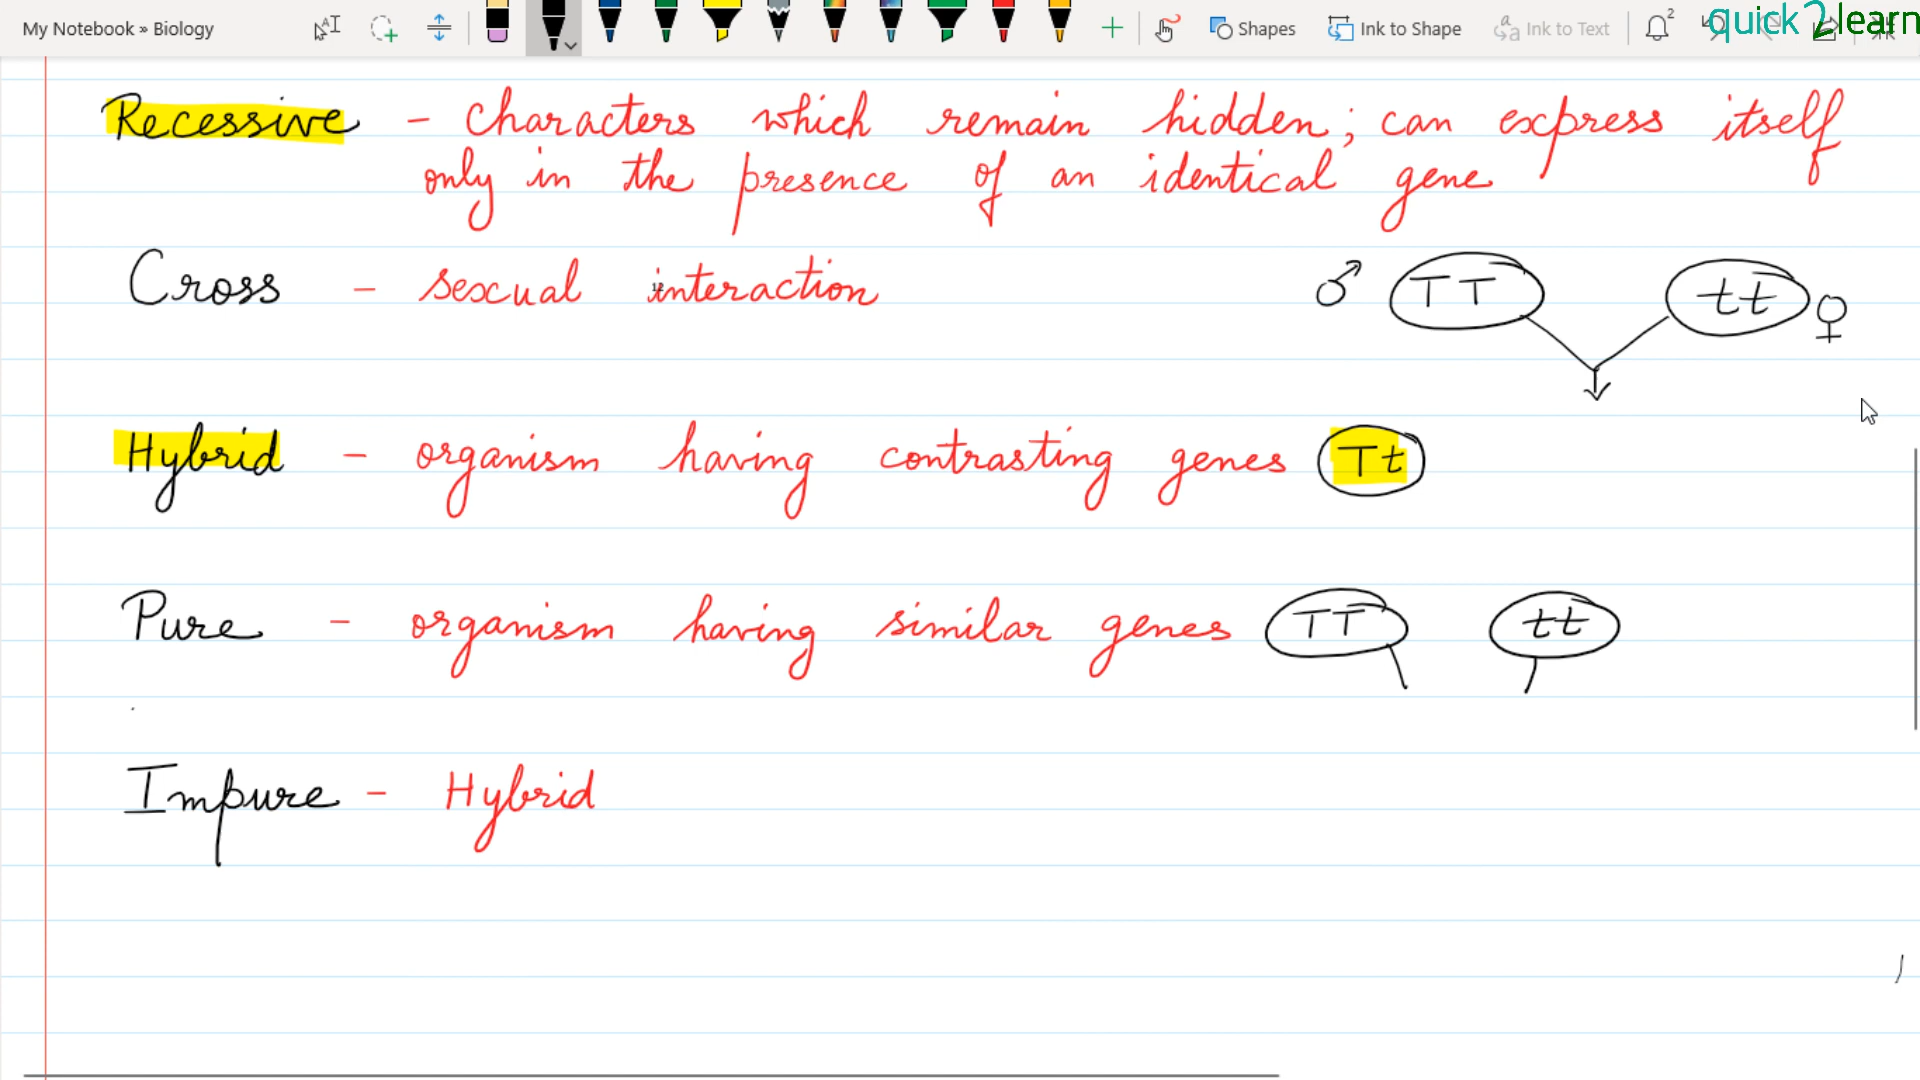 My Notebook » Biology
Shapes
Ink to Shape
Ink to Text
2
quick2learn
Recessive - characters which remain hidden; can express itself
only in the presence of an identical gene
Cross - sexual interaction ♂ TT tt ♀
Hybrid - organism having contrasting genes Tt
Pure - organism having similar genes TT tt
Impure - Hybrid